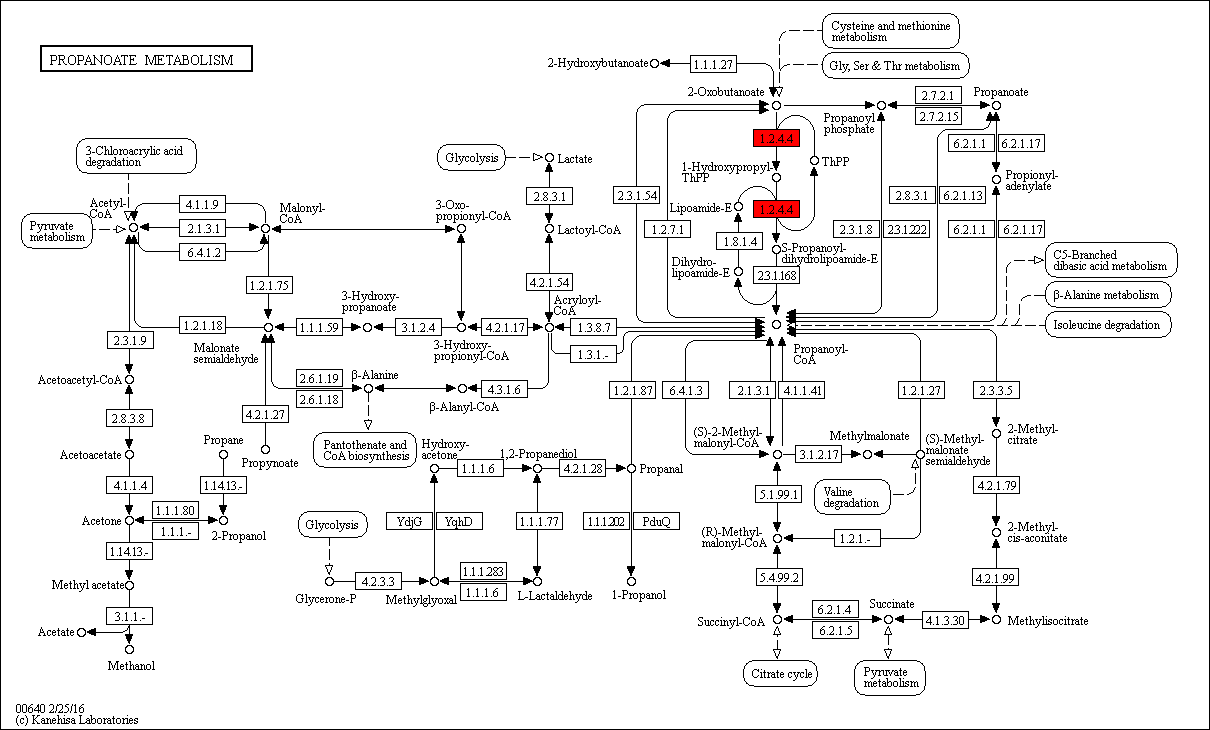 PROPANOATE METABOLISM
Cysteine and methionine
metabolism
Gly, Ser & Thr metabolism
2-Hydroxybutanoate
1.1.1.27
2-Oxobutanoate
Propanoyl
phosphate
2.7.2.1
2.7.2.15
Propanoate
3-Chloroacrylic acid
degradation
Glycolysis
Lactate
1.2.4.4
1-Hydroxypropyl-
ThPP
ThPP
6.2.1.1
6.2.1.17
Propionyl-
adenylate
Acetyl-
CoA
Pyruvate
metabolism
4.1.1.9
2.1.3.1
6.4.1.2
Malonyl-
CoA
3-Oxo-
propionyl-CoA
2.8.3.1
Lactoyl-CoA
2.3.1.54
1.2.7.1
Lipoamide-E
1.2.4.4
1.8.1.4
Dihydro-
lipoamide-E
S-Propanoyl-
dihydrolipoamide-E
2.3.1.168
2.8.3.1
6.2.1.13
2.3.1.8
2.3.1.222
6.2.1.1
6.2.1.17
C5-Branched
dibasic acid metabolism
β-Alanine metabolism
Isoleucine degradation
1.2.1.75
3-Hydroxy-
propanoate
4.2.1.54
Acryloyl-
CoA
1.2.1.18
Malonate
semialdehyde
1.1.1.59
3.1.2.4
3-Hydroxy-
propionyl-CoA
4.2.1.17
1.3.8.7
1.3.1.-
Propanoyl-
CoA
2.3.1.9
Acetoacetyl-CoA
2.6.1.19
2.6.1.18
β-Alanine
β-Alanyl-CoA
4.3.1.6
1.2.1.87
6.4.1.3
2.1.3.1
4.1.1.41
1.2.1.27
2.3.3.5
2.8.3.8
4.2.1.27
Propynoate
Pantothenate and
CoA biosynthesis
Acetoacetate
Propane
Hydroxy-
acetone
1.1.1.6
1,2-Propanediol
4.2.1.28
Propanal
(S)-2-Methyl-
malonyl-CoA
3.1.2.17
Methylmalonate
(S)-Methyl-
malonate
semialdehyde
2-Methyl-
citrate
4.1.1.4
1.14.13.-
5.1.99.1
Valine
degradation
4.2.1.79
Acetone
1.1.1.80
1.1.1.-
2-Propanol
Glycolysis
YdjG
YqhD
1.1.1.77
1.1.1.202
PduQ
(R)-Methyl-
malonyl-CoA
1.2.1.-
2-Methyl-
cis-aconitate
1.14.13.-
Methyl acetate
Glycerone-P
4.2.3.3
Methylglyoxal
1.1.1.283
1.1.1.6
L-Lactaldehyde
1-Propanol
5.4.99.2
4.2.1.99
3.1.1.-
Acetate
Methanol
Succinyl-CoA
6.2.1.4
6.2.1.5
Succinate
4.1.3.30
Methylisocitrate
Citrate cycle
Pyruvate
metabolism
00640 2/25/16
(c) Kanehisa Laboratories